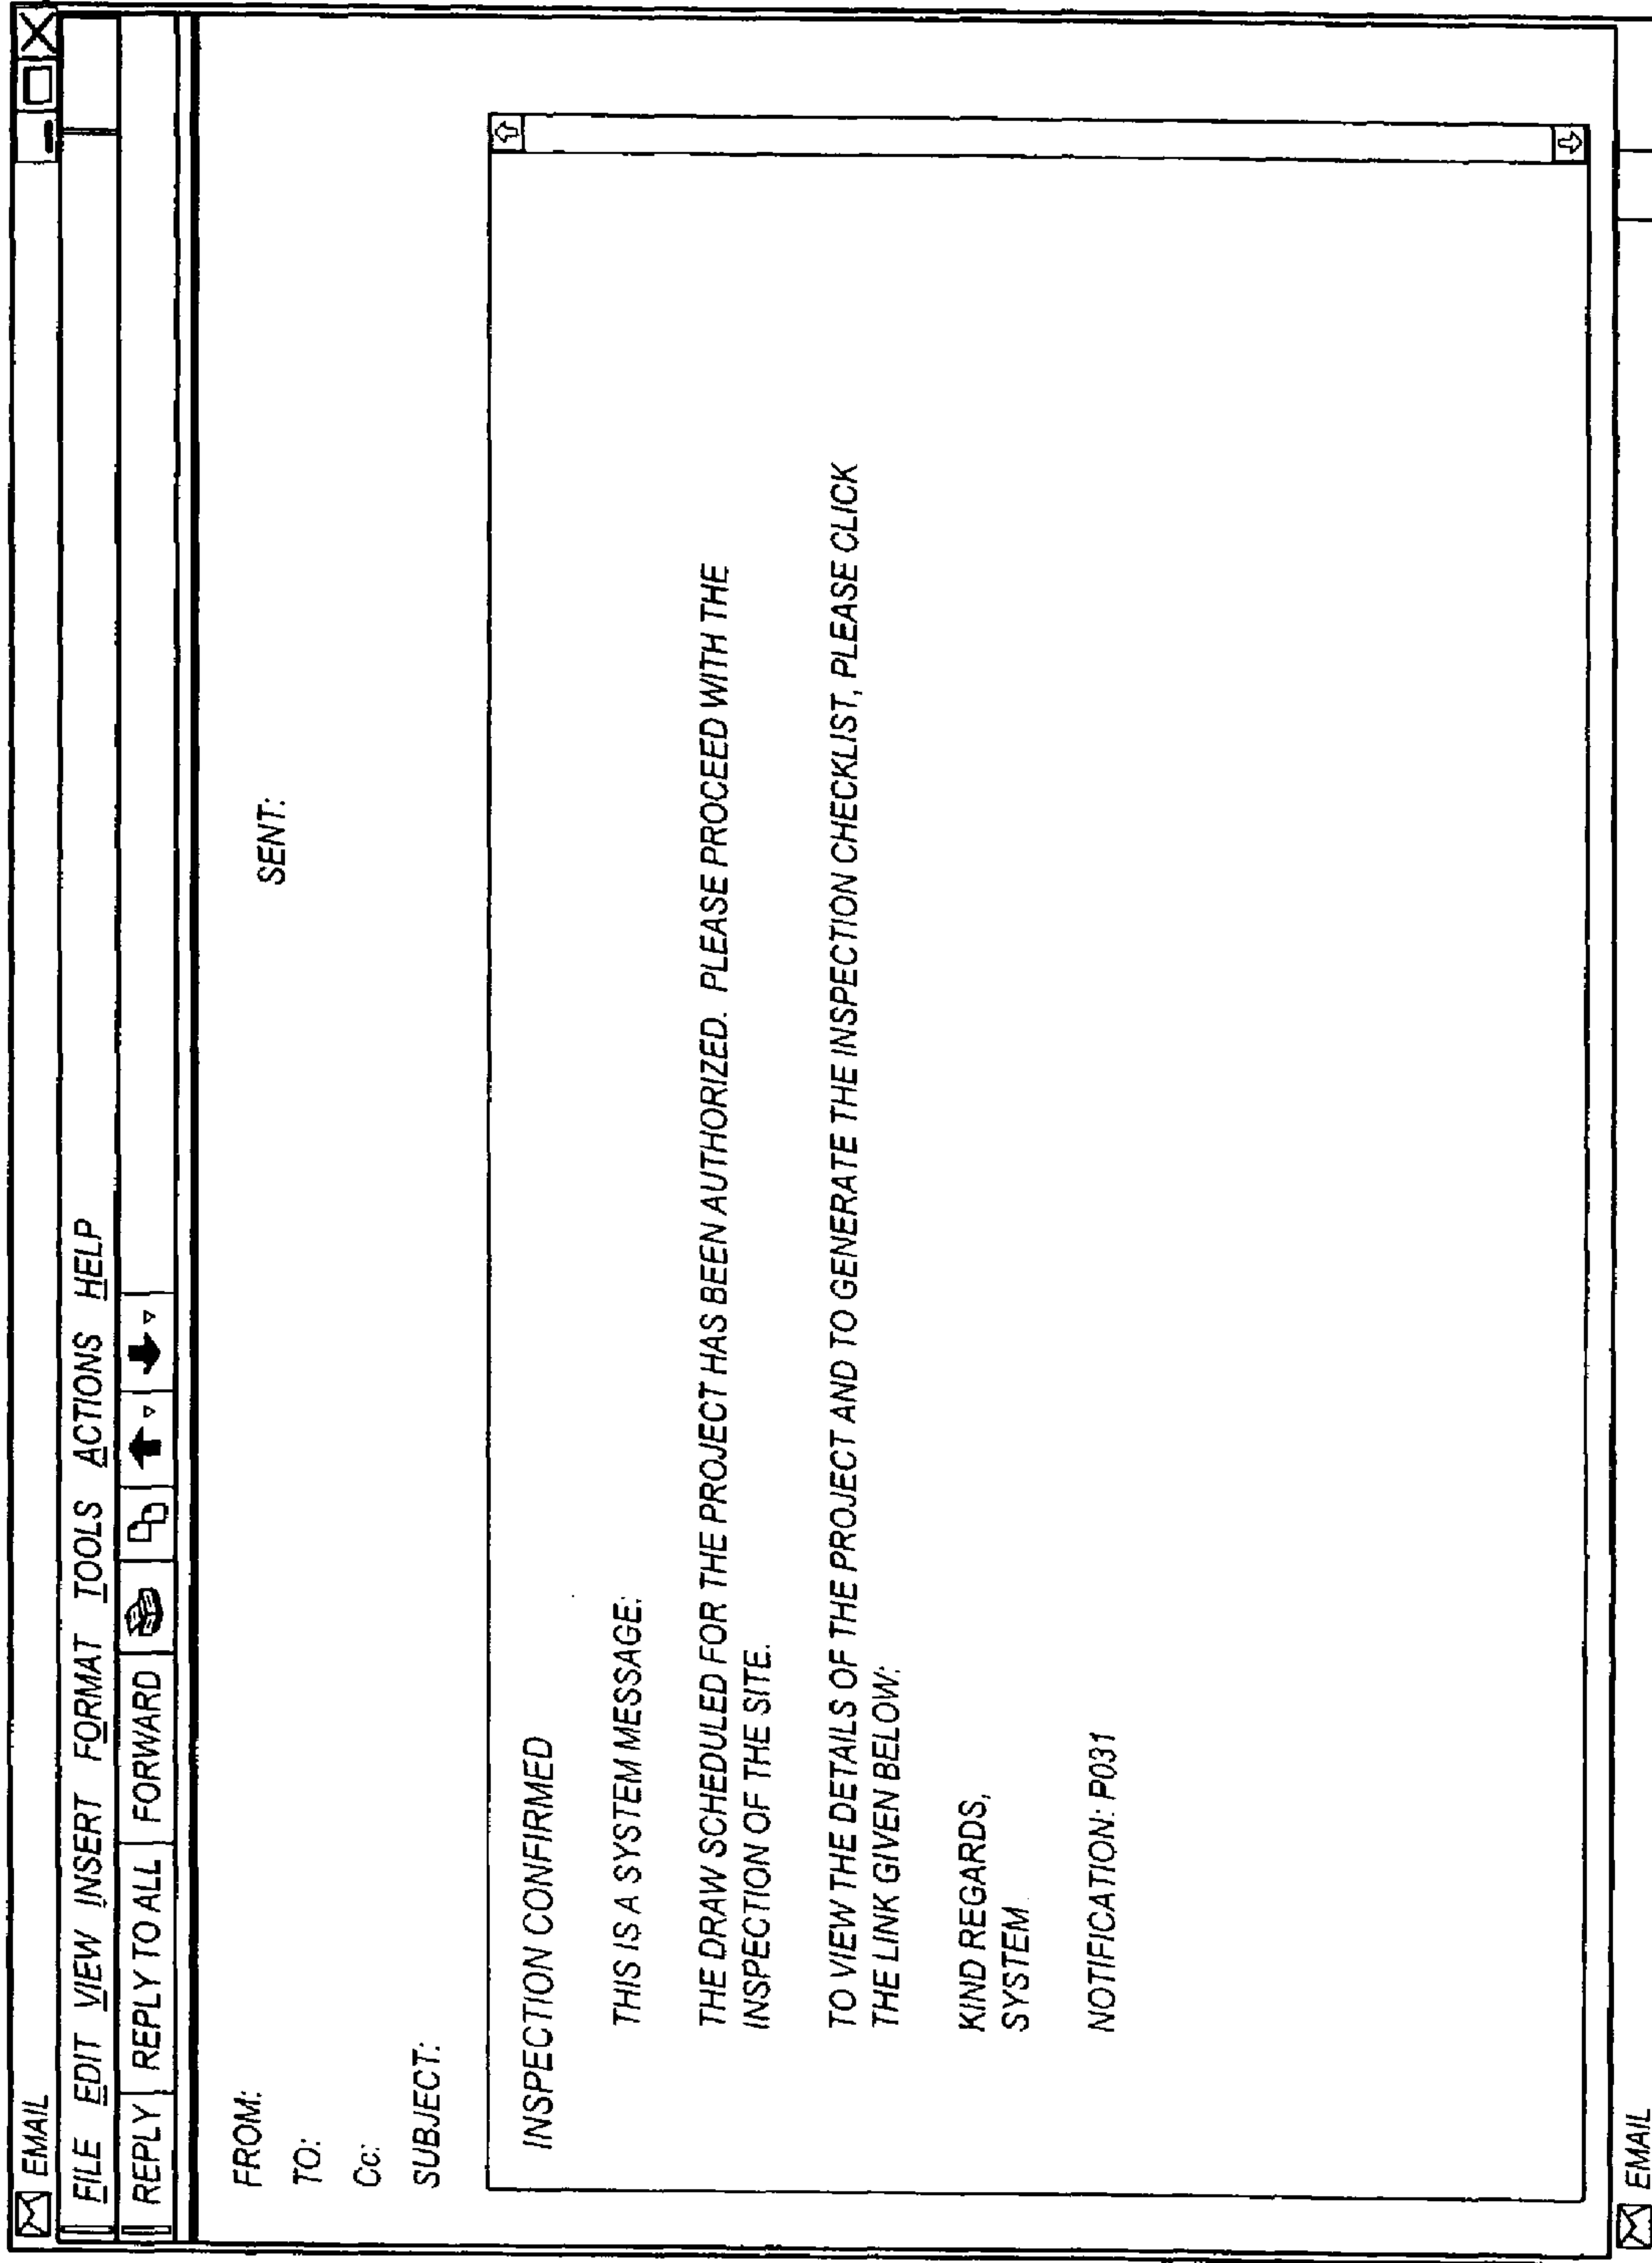 EMAIL
FILE EDIT VIEW INSERT FORMAT TOOLS ACTIONS HELP
REPLY REPLY TO ALL FORWARD
FROM:
SENT:
TO:
Cc:
SUBJECT:
INSPECTION CONFIRMED
THIS IS A SYSTEM MESSAGE:
THE DRAW SCHEDULED FOR THE PROJECT HAS BEEN AUTHORIZED. PLEASE PROCEED WITH THE
INSPECTION OF THE SITE.
TO VIEW THE DETAILS OF THE PROJECT AND TO GENERATE THE INSPECTION CHECKLIST, PLEASE CLICK
THE LINK GIVEN BELOW:
KIND REGARDS,
SYSTEM
NOTIFICATION: P031
EMAIL